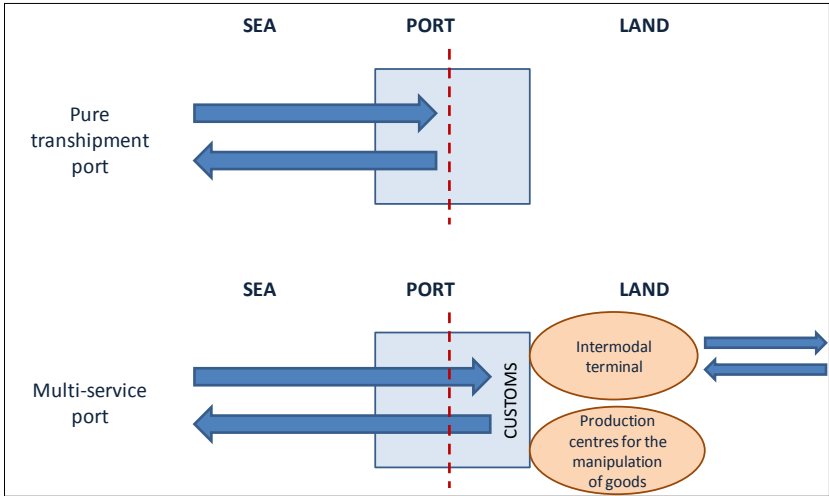 SEA PORT LAND
Pure
transhipment
port
SEA PORT LAND
Multi-service
port
CUSTOMS
Intermodal
terminal
Production
centres for the
manipulation
of goods